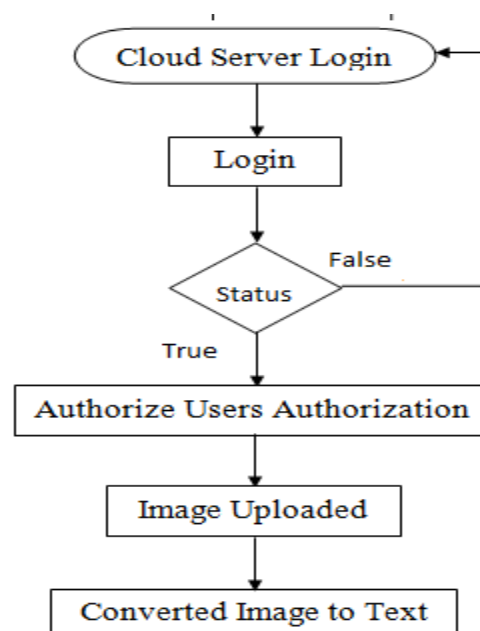 Cloud Server Login
Login
False
Status
True
Authorize Users Authorization
Image Uploaded
Converted Image to Text